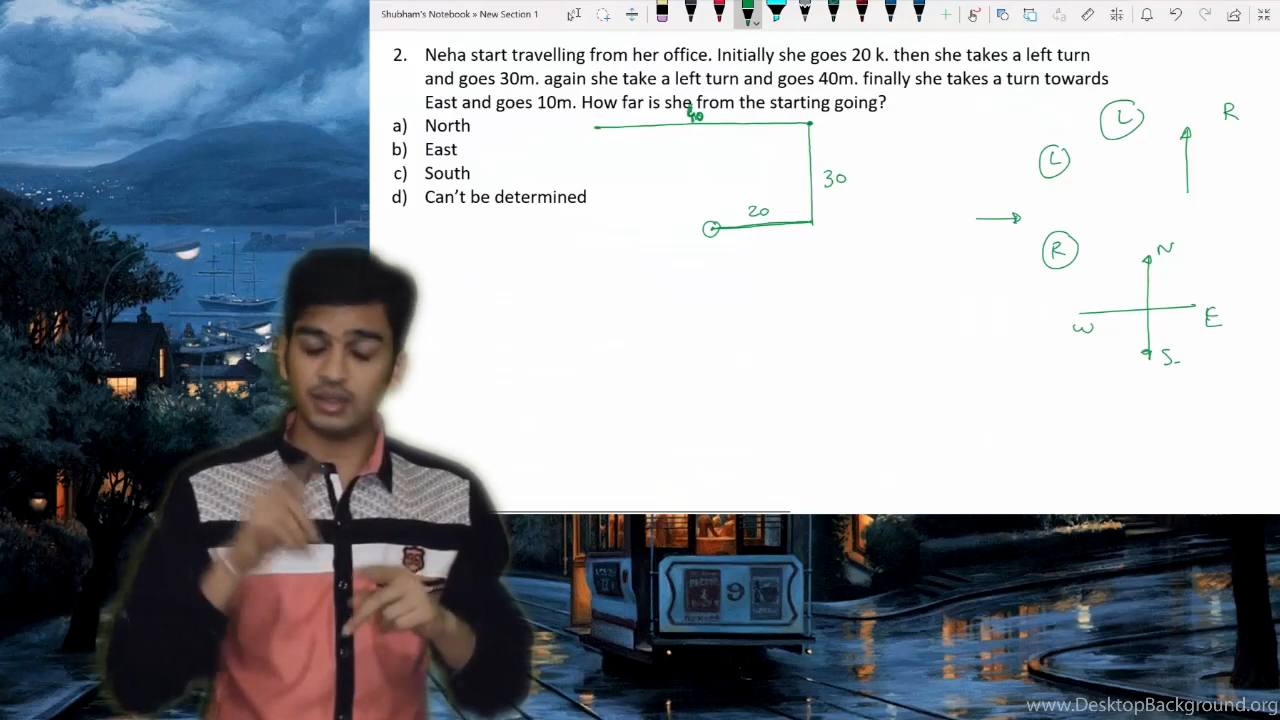 Shubham's Notebook » New Section 1
2. Neha start travelling from her office. Initially she goes 20 k. then she takes a left turn
and goes 30m. again she take a left turn and goes 40m. finally she takes a turn towards
East and goes 10m. How far is she from the starting going?
a) North
b) East
c) South
d) Can't be determined
40
30
20
L
L
R
R
N
W
E
S
9
www.DesktopBackground.org